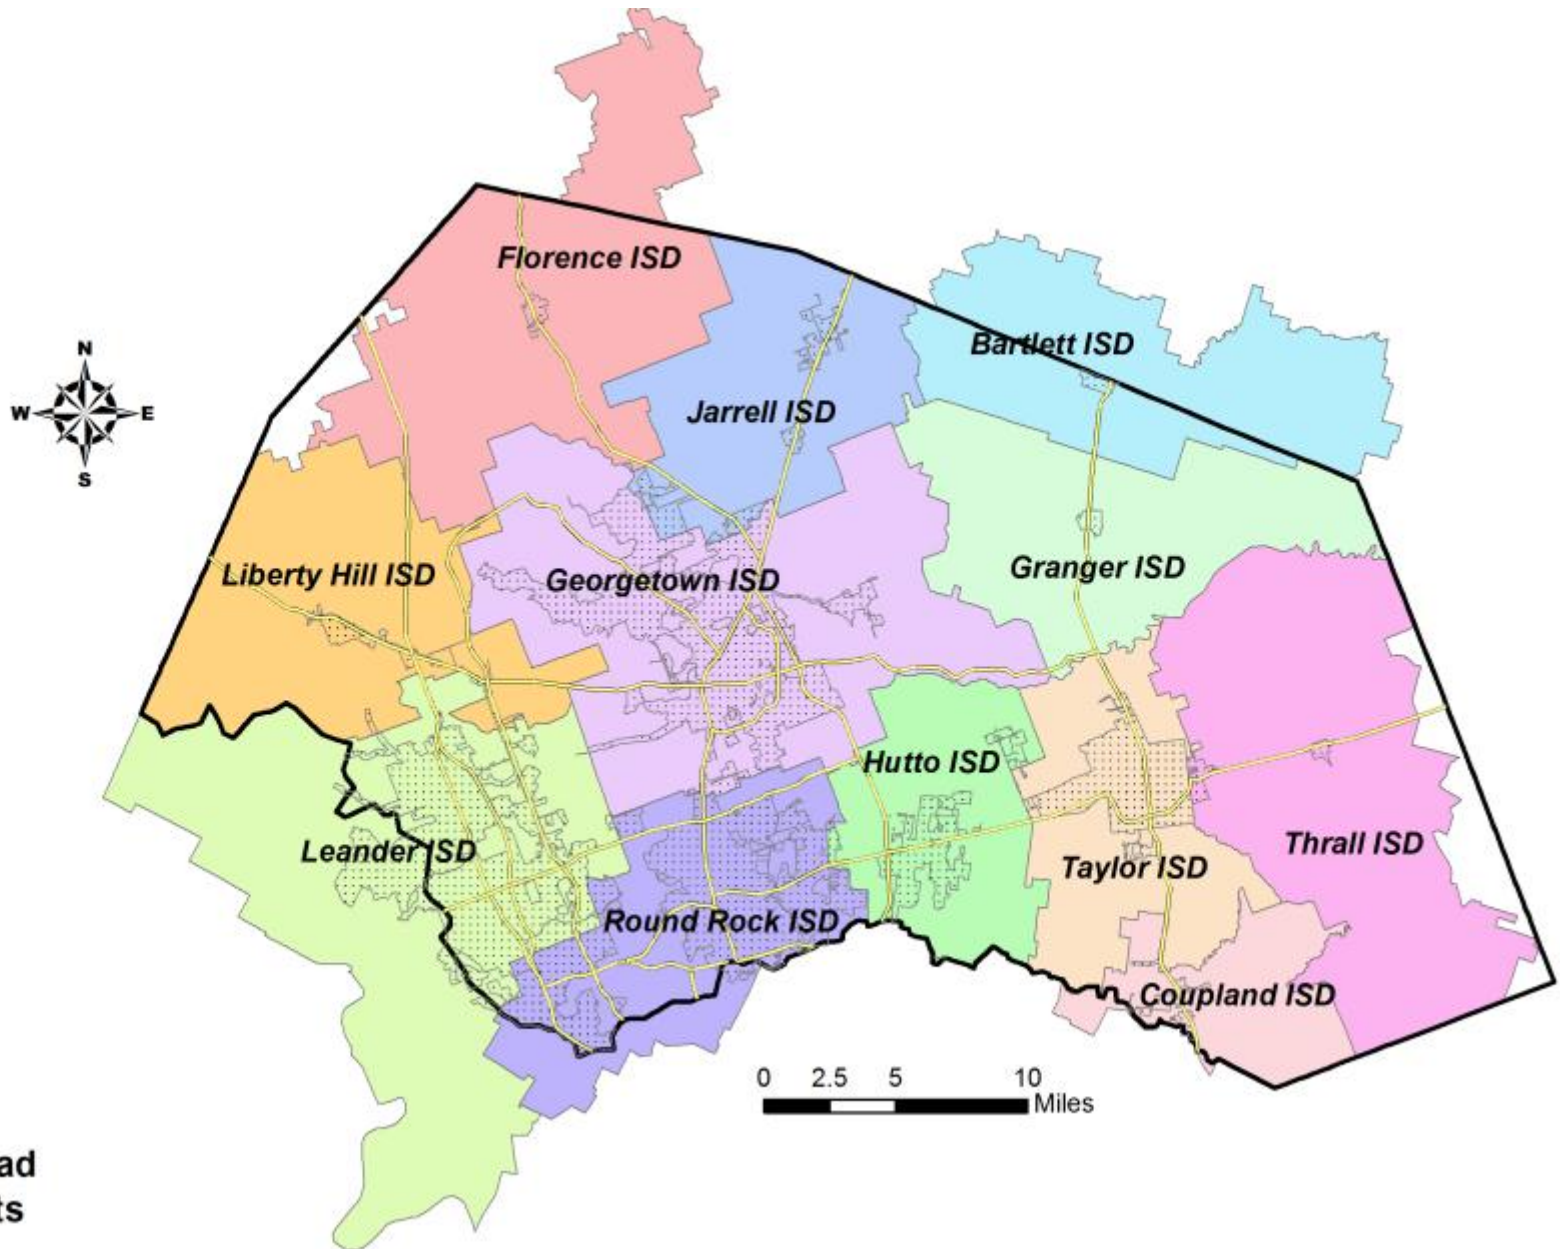 Florence ISD
Bartlett ISD
N
W E
S
Jarrell ISD
Liberty Hill ISD
Georgetown ISD
Granger ISD
Hutto ISD
Leander ISD
Thrall ISD
Taylor ISD
Round Rock ISD
Coupland ISD
0 2.5 5 10
Miles
ad
ts